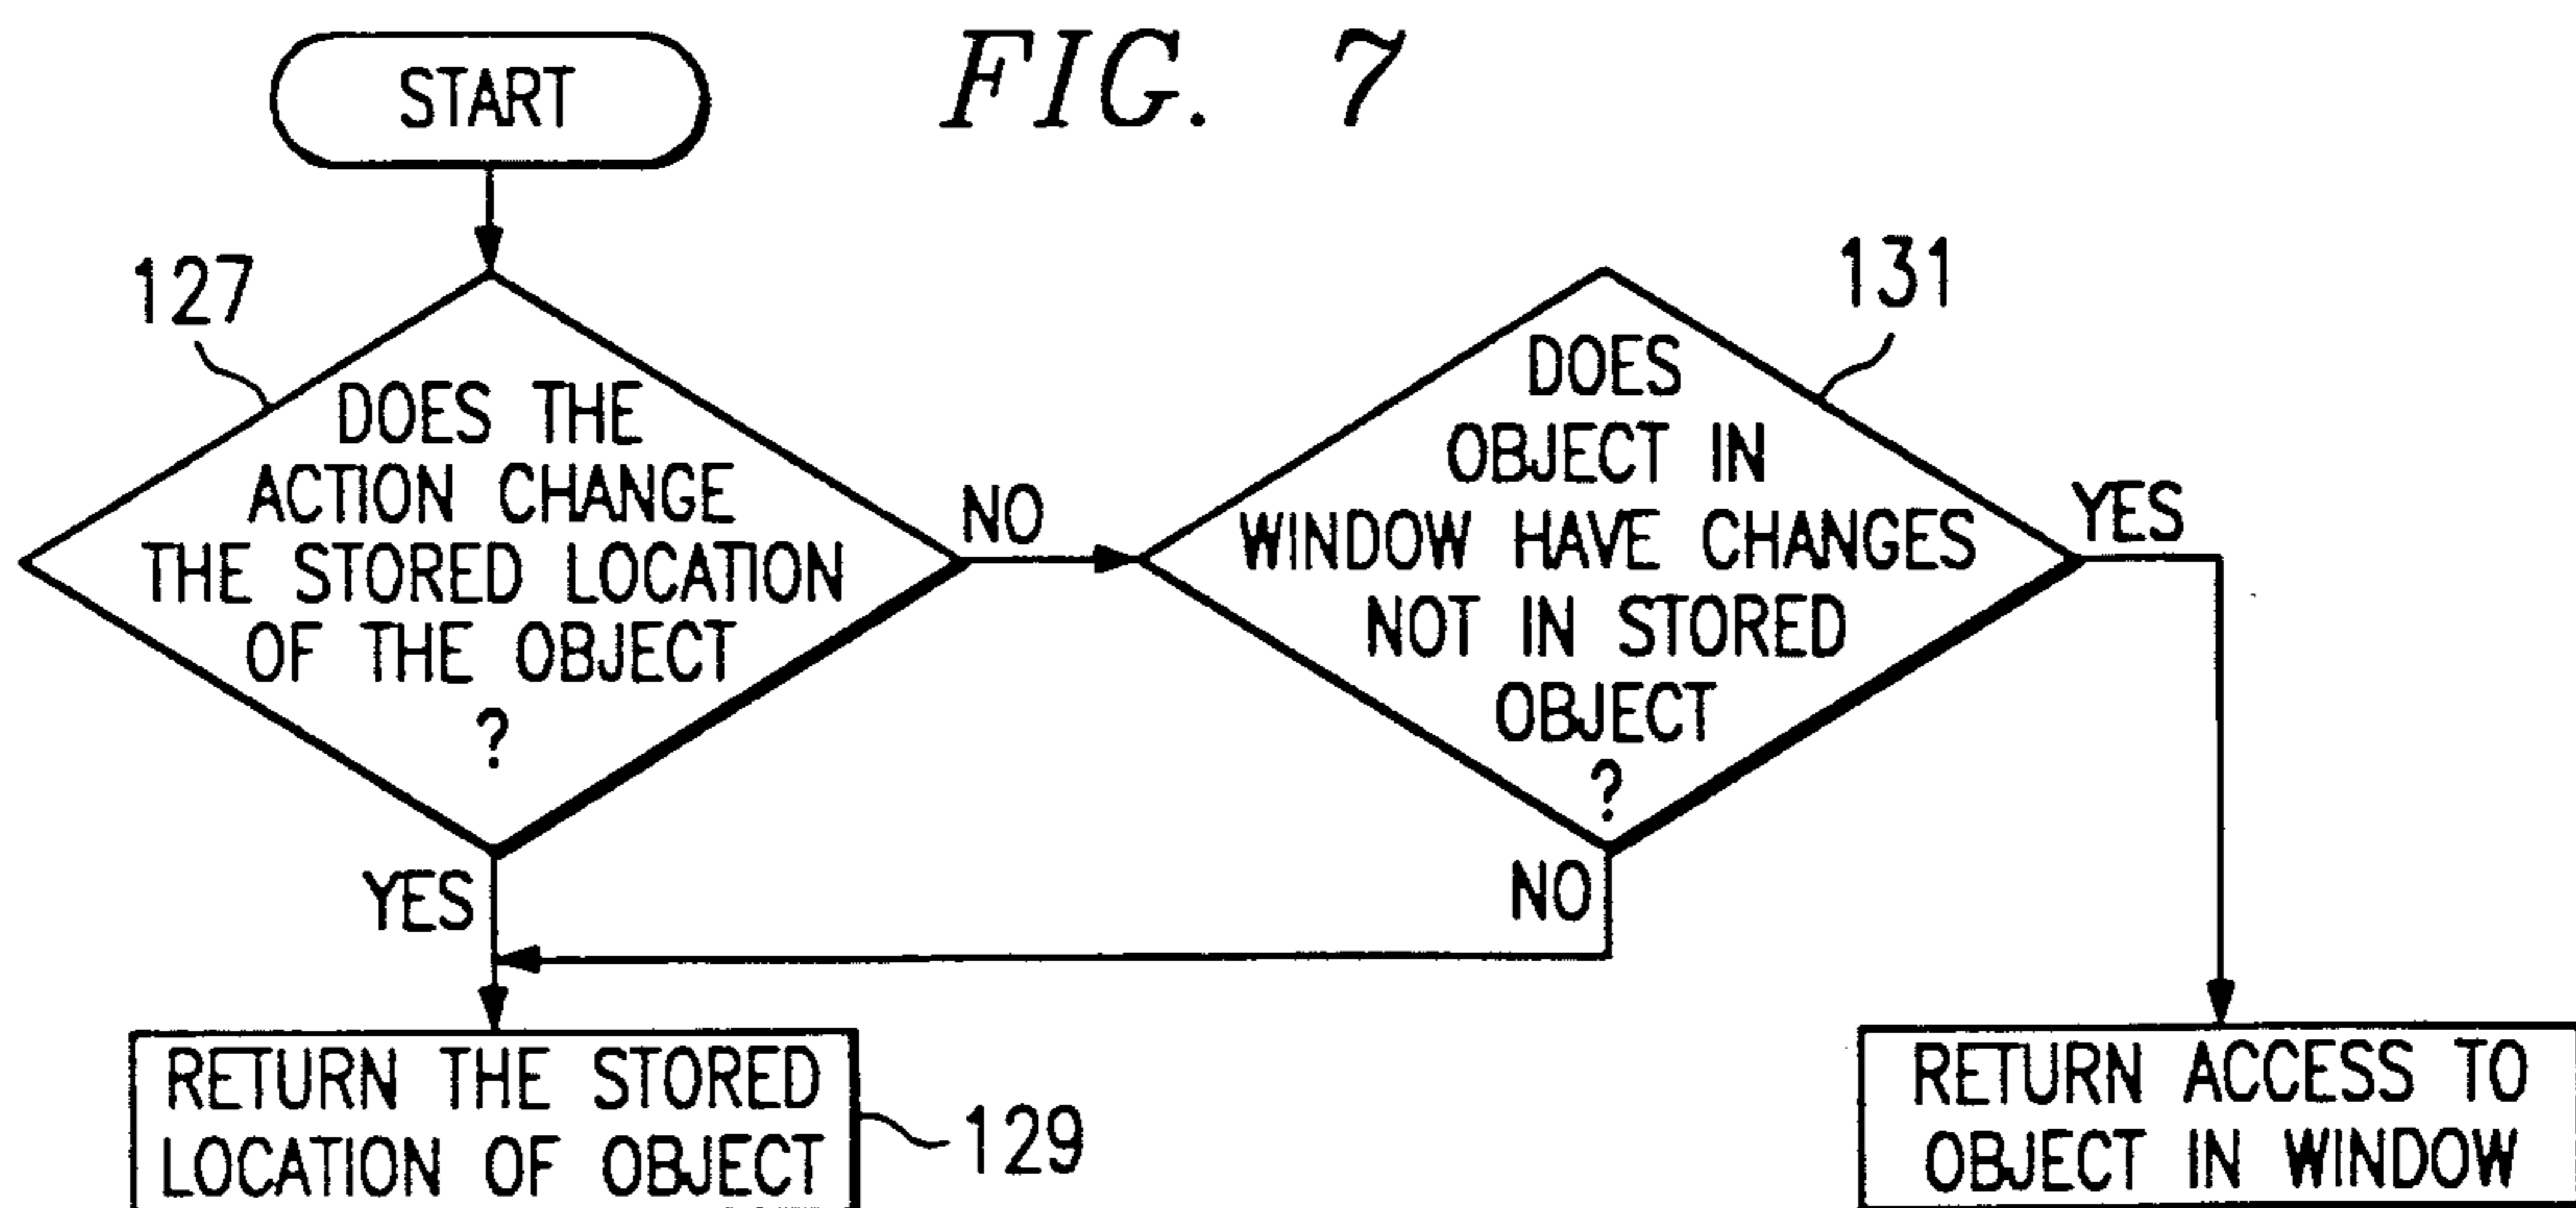 FIG. 7
START
127
DOES THE
ACTION CHANGE
THE STORED LOCATION
OF THE OBJECT
?
NO
YES
131
DOES
OBJECT IN
WINDOW HAVE CHANGES
NOT IN STORED
OBJECT
?
YES
NO
RETURN THE STORED
LOCATION OF OBJECT
129
RETURN ACCESS TO
OBJECT IN WINDOW